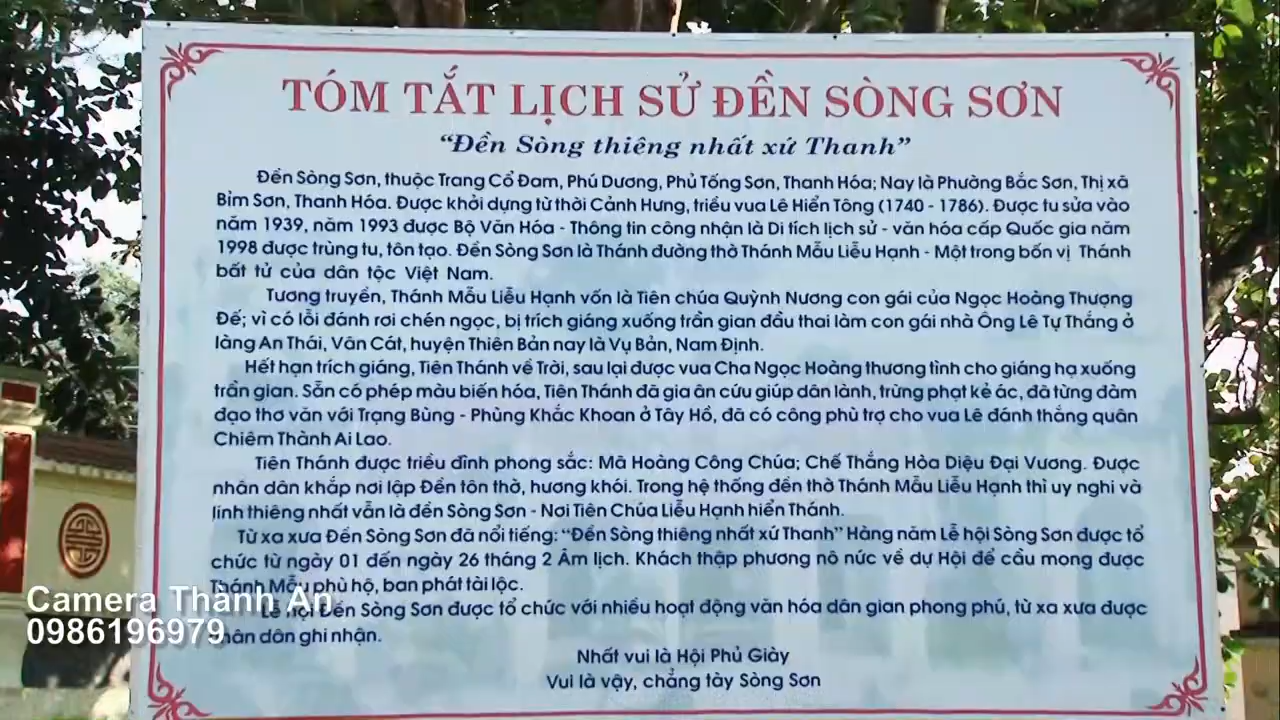 TÓM TẮT LỊCH SỬ ĐỀN SÒNG SƠN
“Đền Sòng thiêng nhất xứ Thanh”
Đền Sòng Sơn, thuộc Trang Cổ Đam, Phú Dương, Phủ Tống Sơn, Thanh Hóa; Nay là Phường Bắc Sơn, Thị xã
Bỉm Sơn, Thanh Hóa. Được khởi dựng từ thời Cảnh Hưng, triều vua Lê Hiển Tông (1740 - 1786). Được tu sửa vào
năm 1939, năm 1993 được Bộ Văn Hóa - Thông tin công nhận là Di tích lịch sử - văn hóa cấp Quốc gia năm
1998 được trùng tu, tôn tạo. Đền Sòng Sơn là Thánh đường thờ Thánh Mẫu Liễu Hạnh - Một trong bốn vị Thánh
bất tử của dân tộc Việt Nam.
Tương truyền, Thánh Mẫu Liễu Hạnh vốn là Tiên chúa Quỳnh Nương con gái của Ngọc Hoàng Thượng
Đế; vì có lỗi đánh rơi chén ngọc, bị trích giáng xuống trần gian đầu thai làm con gái nhà Ông Lê Tự Thắng ở
làng An Thái, Vân Cát, huyện Thiên Bản nay là Vụ Bản, Nam Định.
Hết hạn trích giáng, Tiên Thánh về Trời, sau lại được vua Cha Ngọc Hoàng thương tình cho giáng hạ xuống
trần gian. Sẵn có phép màu biến hóa, Tiên Thánh đã gia ân cứu giúp dân lành, trừng phạt kẻ ác, đã từng đàm
đạo thơ văn với Trạng Bùng - Phùng Khắc Khoan ở Tây Hồ, đã có công phù trợ cho vua Lê đánh thắng quân
Chiêm Thành Ai Lao.
Tiên Thánh được triều đình phong sắc: Mã Hoàng Công Chúa; Chế Thắng Hòa Diệu Đại Vương. Được
nhân dân khắp nơi lập Đền tôn thờ, hương khói. Trong hệ thống đền thờ Thánh Mẫu Liễu Hạnh thì uy nghi và
linh thiêng nhất vẫn là đền Sòng Sơn - Nơi Tiên Chúa Liễu Hạnh hiển Thánh.
Từ xa xưa Đền Sòng Sơn đã nổi tiếng: “Đền Sòng thiêng nhất xứ Thanh” Hàng năm Lễ hội Sòng Sơn được tổ
chức từ ngày 01 đến ngày 26 tháng 2 Âm lịch. Khách thập phương nô nức về dự Hội để cầu mong được
Thánh Mẫu phù hộ, ban phát tài lộc.
Lễ hội Đền Sòng Sơn được tổ chức với nhiều hoạt động văn hóa dân gian phong phú, từ xa xưa được
nhân dân ghi nhận.
Nhất vui là Hội Phủ Giày
Vui là vậy, chẳng tày Sòng Sơn
Camera Thành An
0986196979